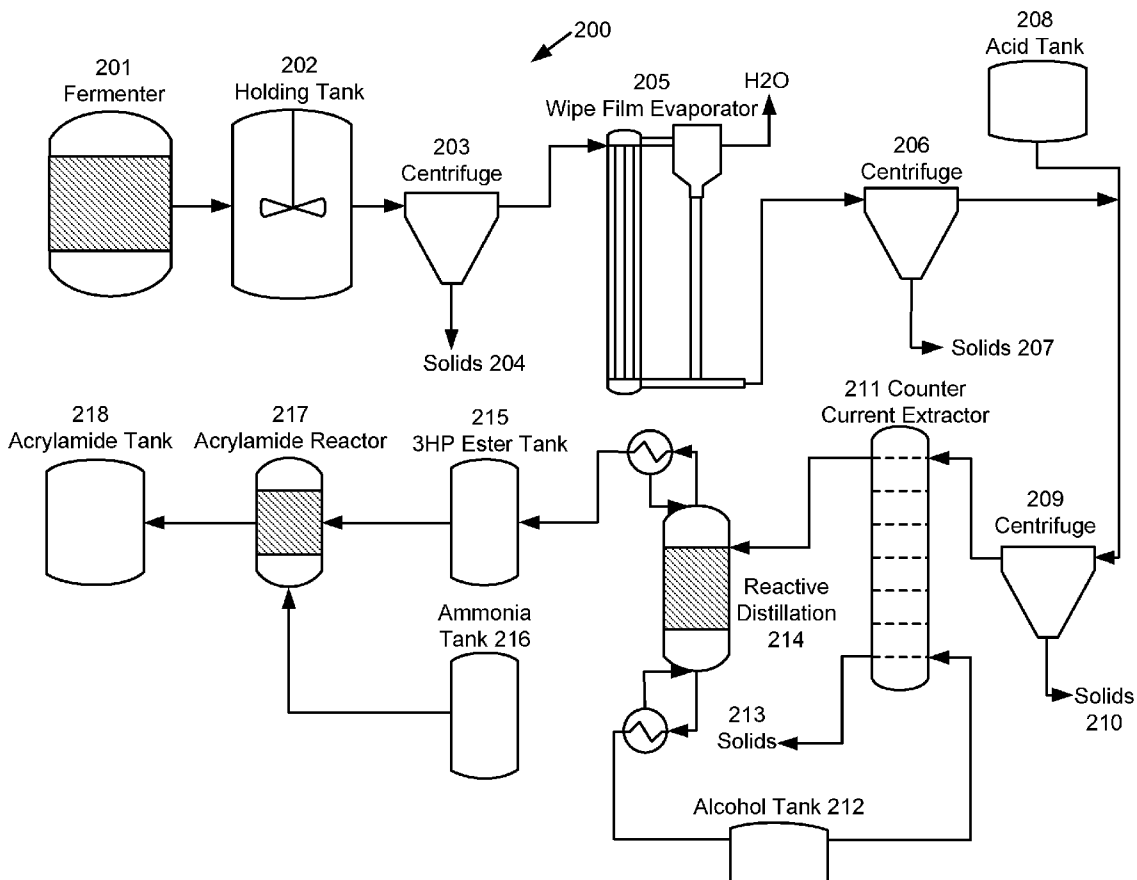 200
201
Fermenter
202
Holding Tank
203
Centrifuge
Solids 204
205
Wipe Film Evaporator
H2O
206
Centrifuge
Solids 207
208
Acid Tank
218
Acrylamide Tank
217
Acrylamide Reactor
215
3HP Ester Tank
Ammonia
Tank 216
Reactive
Distillation
214
211 Counter
Current Extractor
209
Centrifuge
Solids
210
213
Solids
Alcohol Tank 212